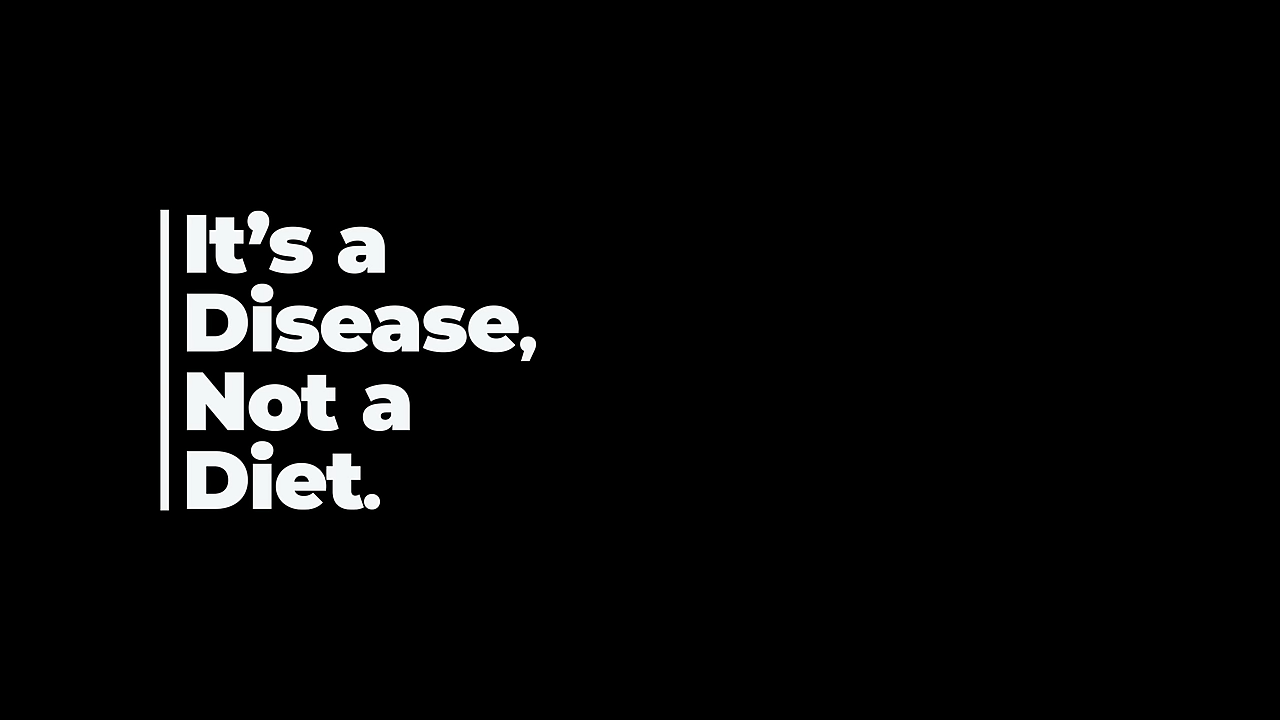 It’s a
Disease,
Not a
Diet.